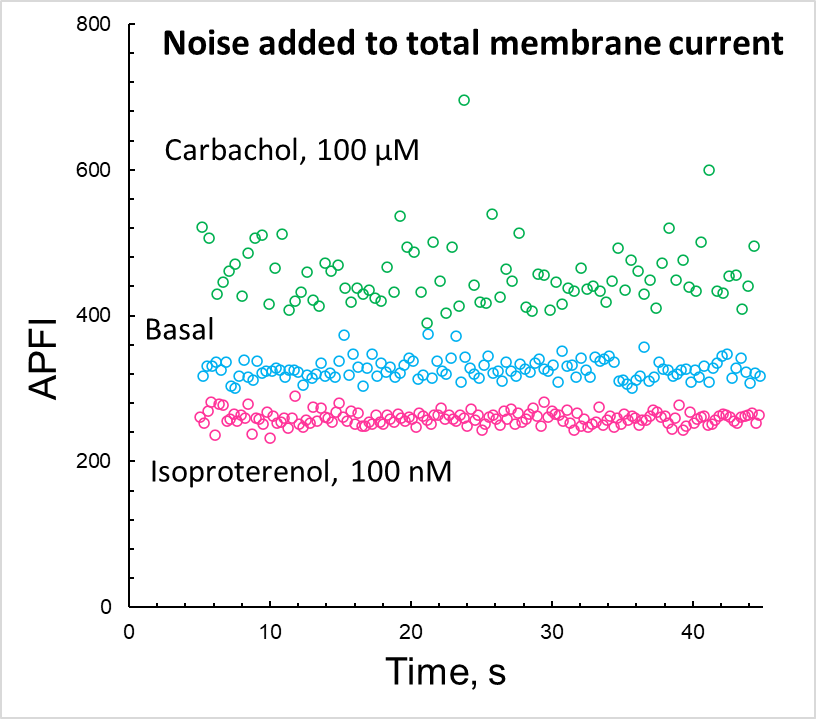 Noise added to total membrane current
800
600
400
200
0
APFI
Carbachol, 100 µM
Basal
Isoproterenol, 100 nM
0 10 20 30 40
Time, s